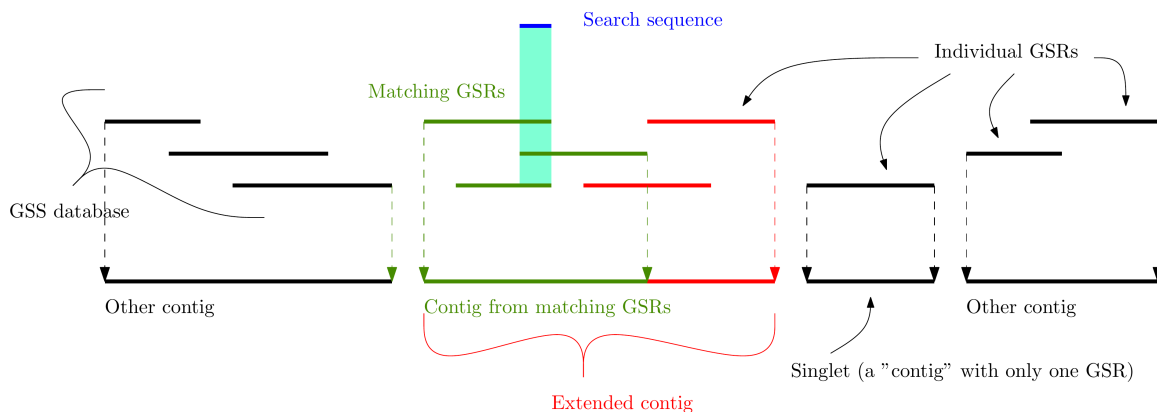 Search sequence
Individual GSRs
Matching GSRs
GSS database
Other contig
Contig from matching GSRs
Other contig
Singlet (a "contig" with only one GSR)
Extended contig